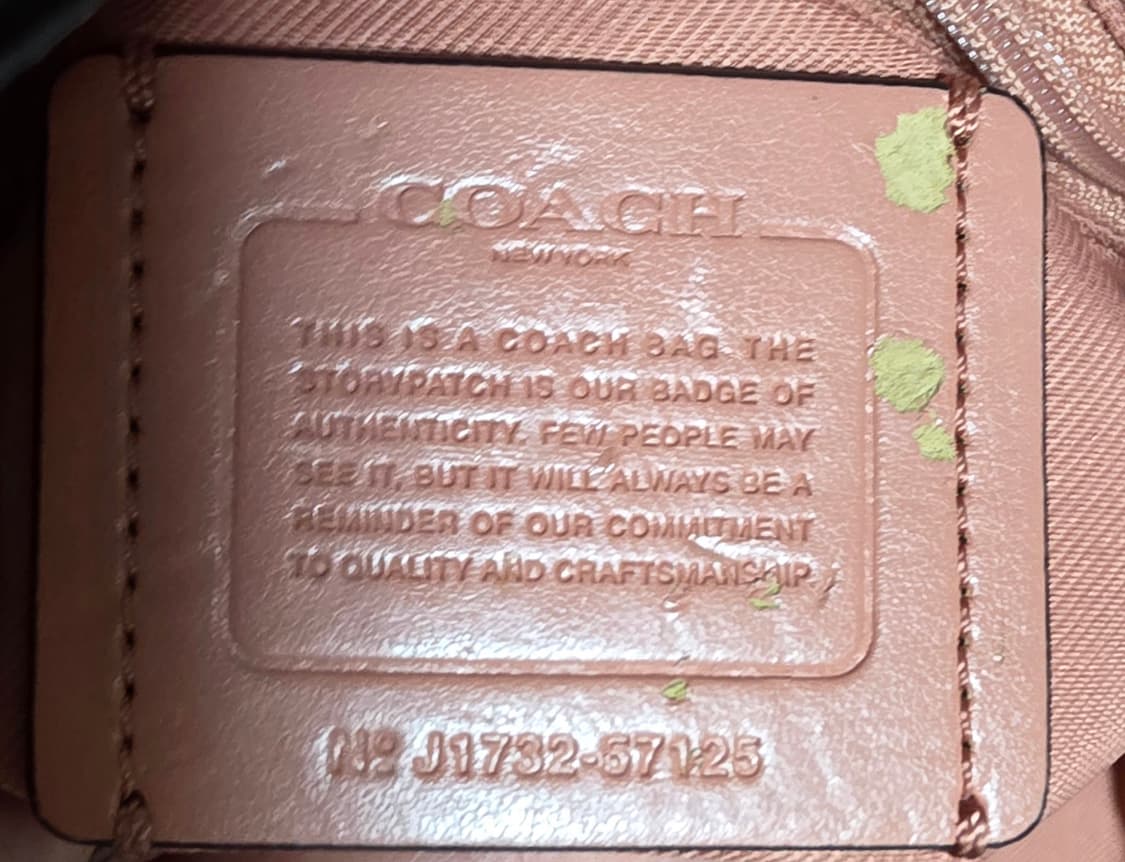 COACH
NEW YORK
THIS IS A COACH BAG. THE
STORYPATCH IS OUR BADGE OF
AUTHENTICITY. FEW PEOPLE MAY
SEE IT, BUT IT WILL ALWAYS BE A
REMINDER OF OUR COMMITMENT
TO QUALITY AND CRAFTSMANSHIP.
Nº J1732-57125